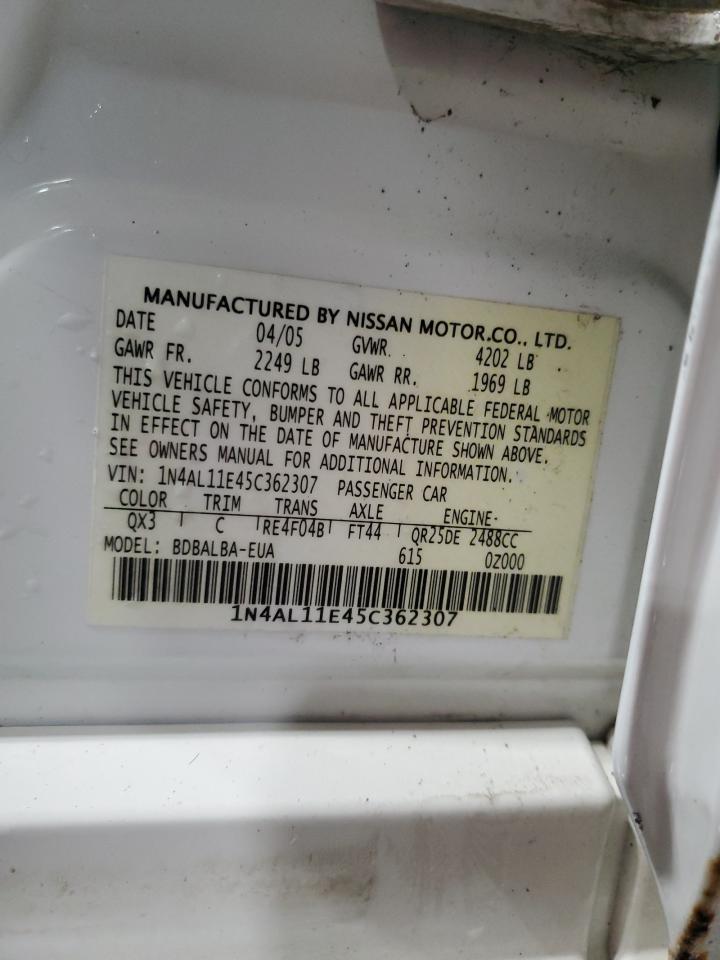 MANUFACTURED BY NISSAN MOTOR.CO., LTD.
DATE 04/05 GVWR. 4202 LB
GAWR FR. 2249 LB GAWR RR. 1969 LB
THIS VEHICLE CONFORMS TO ALL APPLICABLE FEDERAL MOTOR
VEHICLE SAFETY, BUMPER AND THEFT PREVENTION STANDARDS
IN EFFECT ON THE DATE OF MANUFACTURE SHOWN ABOVE.
SEE OWNERS MANUAL FOR ADDITIONAL INFORMATION.
VIN: 1N4AL11E45C362307 PASSENGER CAR
COLOR TRIM TRANS AXLE ENGINE
QX3 C RE4F04B FT44 QR25DE 2488CC
MODEL: BDBALBA-EUA 615 0Z000
1N4AL11E45C362307